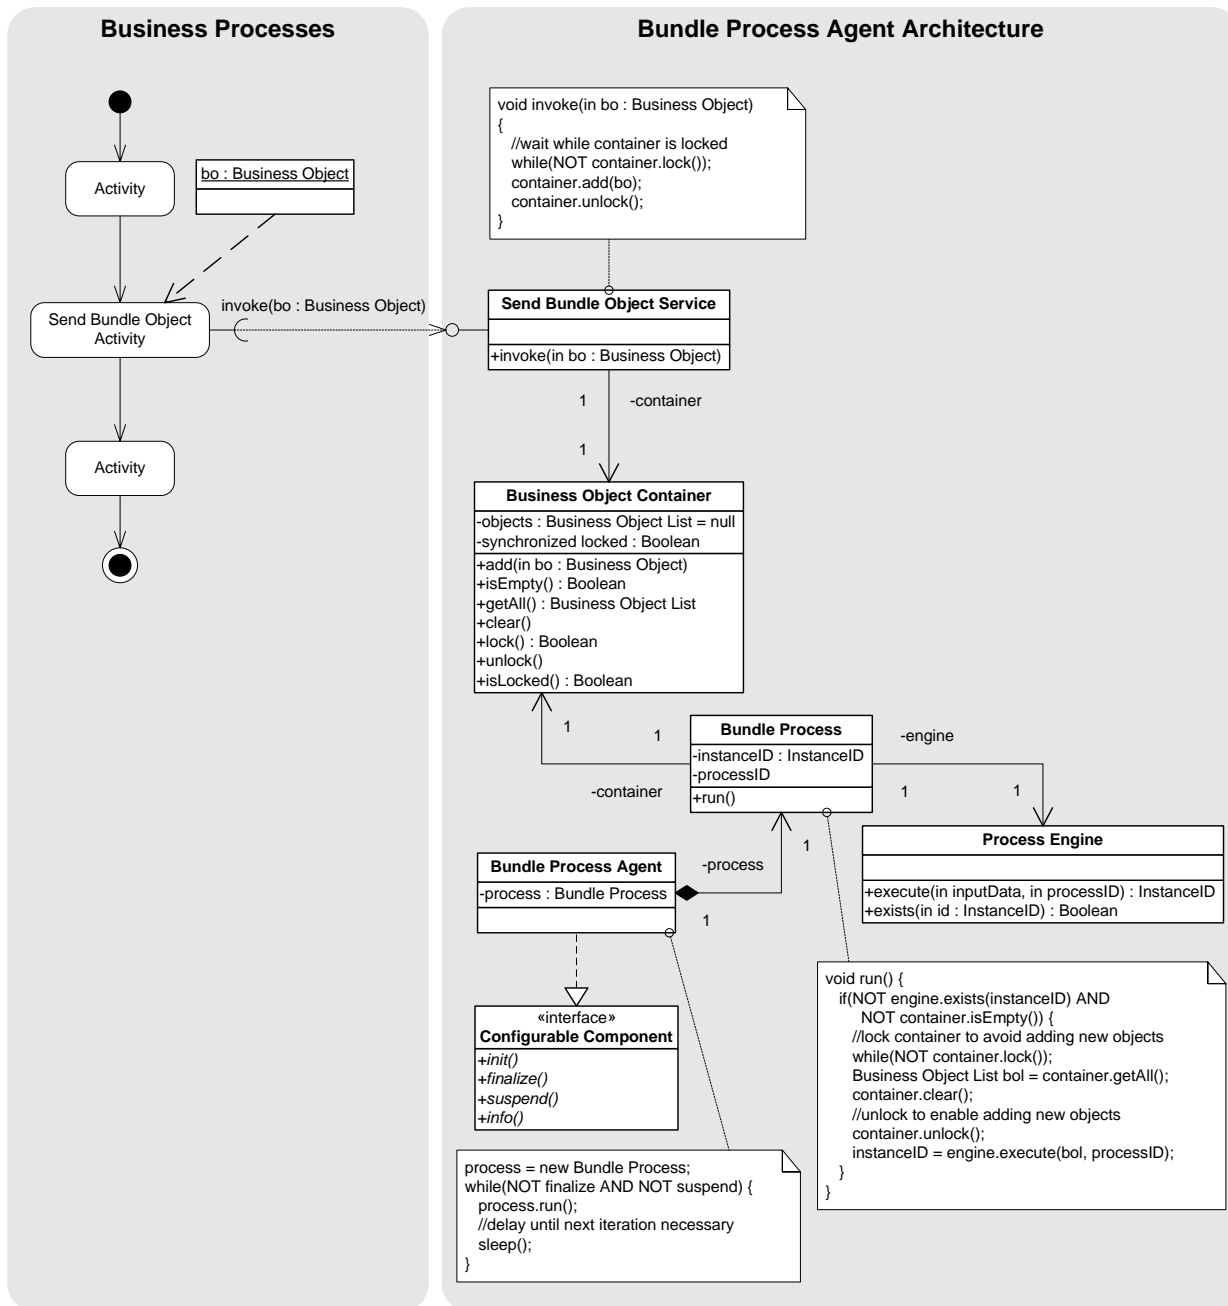 Business Processes
Activity
bo : Business Object
Send Bundle Object
Activity
invoke(bo : Business Object)
Activity
Bundle Process Agent Architecture
void invoke(in bo : Business Object)
{
//wait while container is locked
while(NOT container.lock());
container.add(bo);
container.unlock();
}
Send Bundle Object Service
+invoke(in bo : Business Object)
1
-container
1
Business Object Container
-objects : Business Object List = null
-synchronized locked : Boolean
+add(in bo : Business Object)
+isEmpty() : Boolean
+getAll() : Business Object List
+clear()
+lock() : Boolean
+unlock()
+isLocked() : Boolean
1
1
-container
Bundle Process
-instanceID : InstanceID
-processID
+run()
-engine
1
1
Process Engine
+execute(in inputData, in processID) : InstanceID
+exists(in id : InstanceID) : Boolean
1
-process
1
Bundle Process Agent
-process : Bundle Process
«interface»
Configurable Component
+init()
+finalize()
+suspend()
+info()
void run() {
if(NOT engine.exists(instanceID) AND
NOT container.isEmpty()) {
//lock container to avoid adding new objects
while(NOT container.lock());
Business Object List bol = container.getAll();
container.clear();
//unlock to enable adding new objects
container.unlock();
instanceID = engine.execute(bol, processID);
}
}
process = new Bundle Process;
while(NOT finalize AND NOT suspend) {
process.run();
//delay until next iteration necessary
sleep();
}